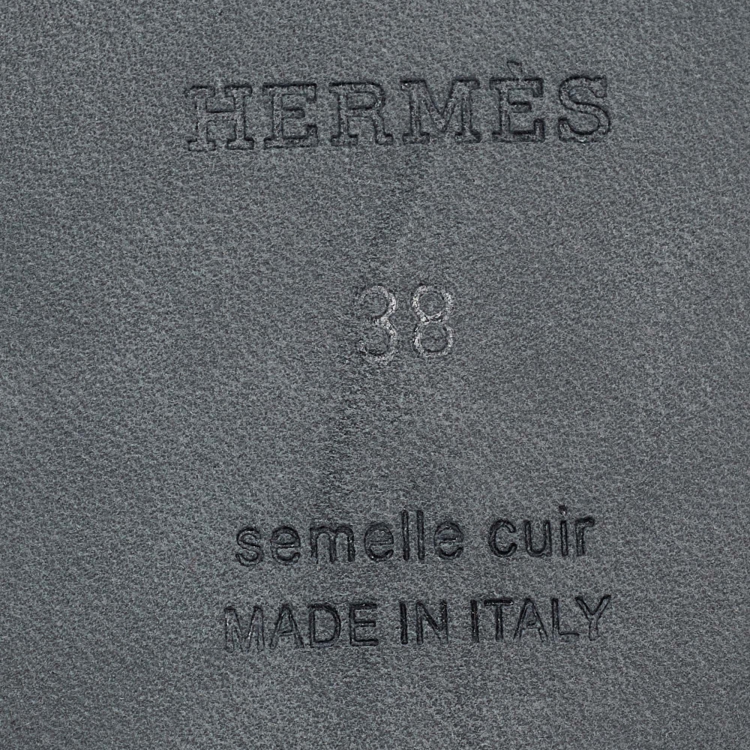 HERMÈS
38
semelle cuir
MADE IN ITALY